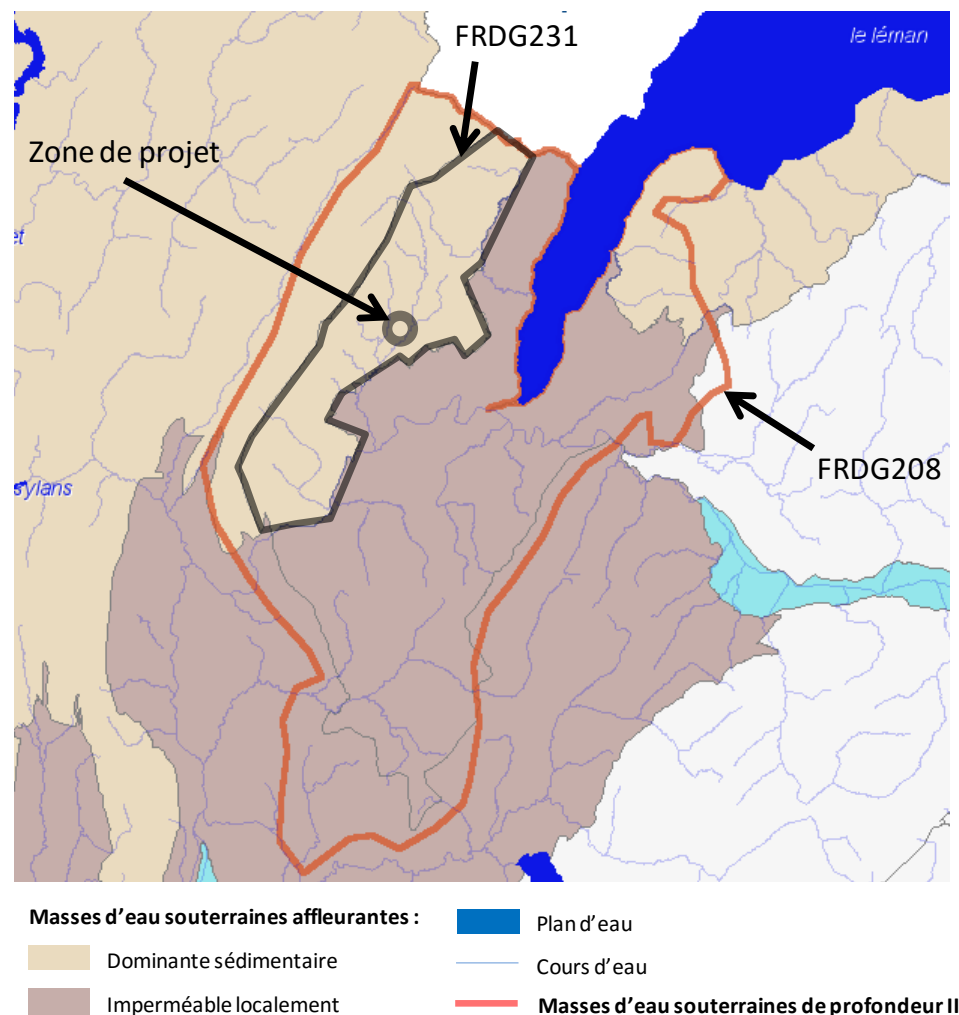 FRDG231
le léman
Zone de projet
et
sylans
FRDG208
Masses d'eau souterraines affleurantes :
Dominante sédimentaire
Imperméable localement
Plan d'eau
Cours d'eau
Masses d'eau souterraines de profondeur II